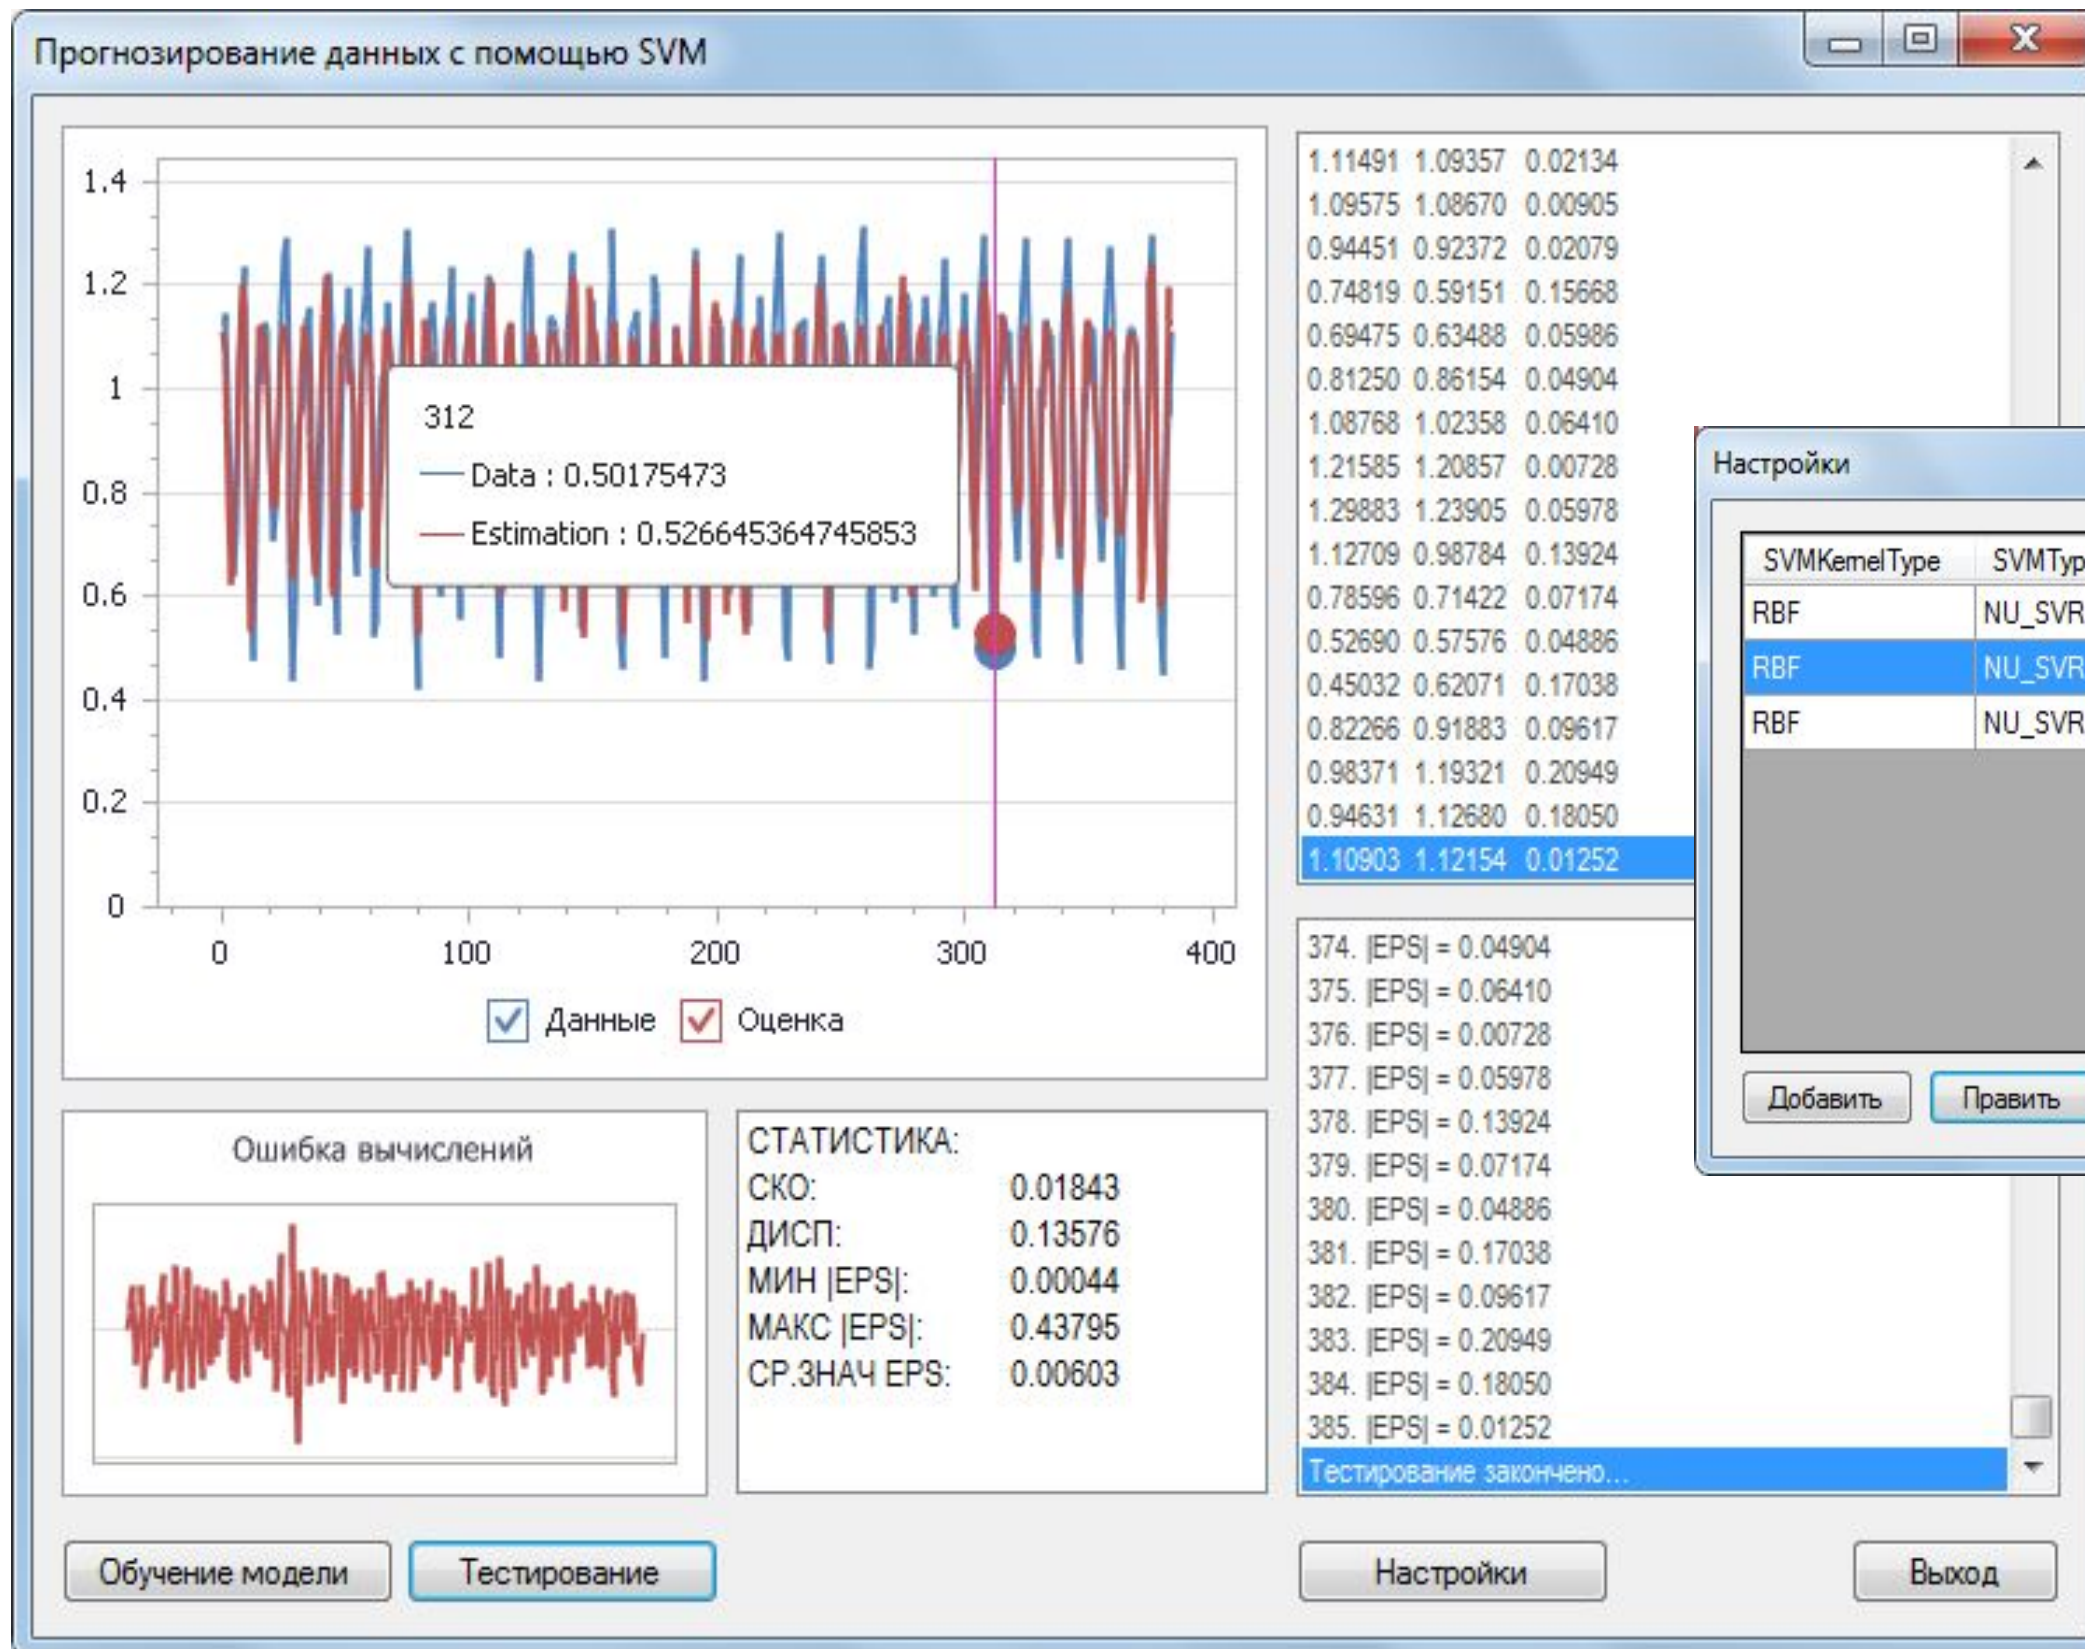 Прогнозирование данных с помощью SVM
1.4
1.2
1
0.8
0.6
0.4
0.2
0
0 100 200 300 400
312
Data : 0.50175473
Estimation : 0.526645364745853
Данные Оценка
1.11491 1.09357 0.02134
1.09575 1.08670 0.00905
0.94451 0.92372 0.02079
0.74819 0.59151 0.15668
0.69475 0.63488 0.05986
0.81250 0.86154 0.04904
1.08768 1.02358 0.06410
1.21585 1.20857 0.00728
1.29883 1.23905 0.05978
1.12709 0.98784 0.13924
0.78596 0.71422 0.07174
0.52690 0.57576 0.04886
0.45032 0.62071 0.17038
0.82266 0.91883 0.09617
0.98371 1.19321 0.20949
0.94631 1.12680 0.18050
1.10903 1.12154 0.01252
Настройки
SVMKernelType SVMTyp
RBF NU_SVR
RBF NU_SVR
RBF NU_SVR
Добавить Править
374. |EPS| = 0.04904
375. |EPS| = 0.06410
376. |EPS| = 0.00728
377. |EPS| = 0.05978
378. |EPS| = 0.13924
379. |EPS| = 0.07174
380. |EPS| = 0.04886
381. |EPS| = 0.17038
382. |EPS| = 0.09617
383. |EPS| = 0.20949
384. |EPS| = 0.18050
385. |EPS| = 0.01252
Тестирование закончено...
Ошибка вычислений
СТАТИСТИКА:
СКО: 0.01843
ДИСП: 0.13576
МИН |EPS|: 0.00044
МАКС |EPS|: 0.43795
СР.ЗНАЧ EPS: 0.00603
Обучение модели Тестирование Настройки Выход